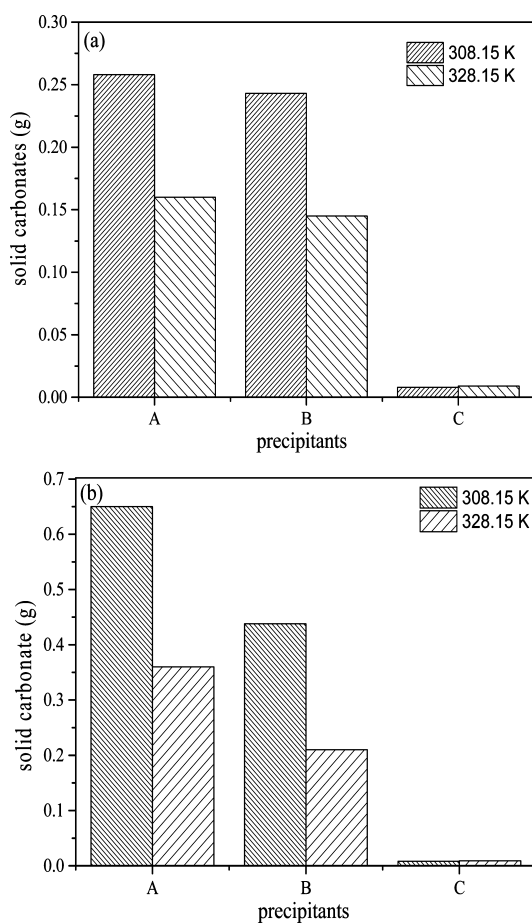 (a)
308.15 K
328.15 K
0.30
0.25
0.20
0.15
0.10
0.05
0.00
solid carbonates (g)
A B C
precipitants
(b)
308.15 K
328.15 K
0.7
0.6
0.5
0.4
0.3
0.2
0.1
0.0
solid carbonate (g)
A B C
precipitants